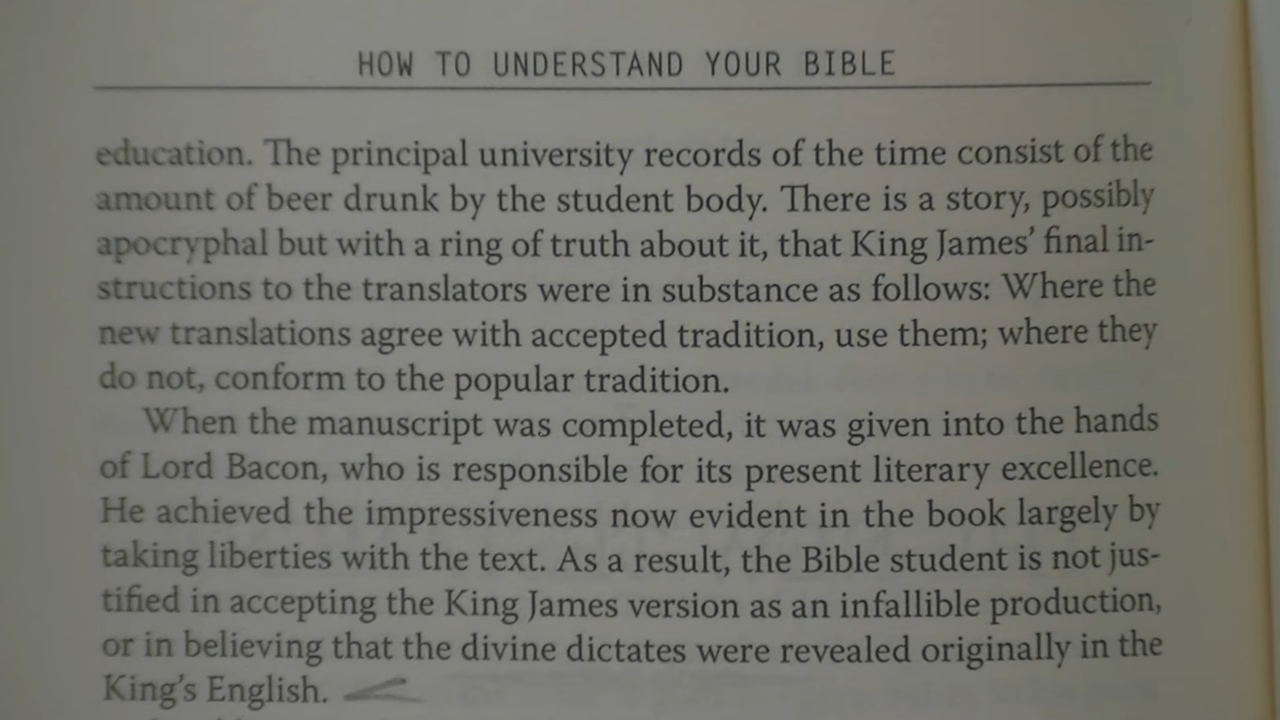 HOW TO UNDERSTAND YOUR BIBLE
education. The principal university records of the time consist of the
amount of beer drunk by the student body. There is a story, possibly
apocryphal but with a ring of truth about it, that King James’ final in-
structions to the translators were in substance as follows: Where the
new translations agree with accepted tradition, use them; where they
do not, conform to the popular tradition.
When the manuscript was completed, it was given into the hands
of Lord Bacon, who is responsible for its present literary excellence.
He achieved the impressiveness now evident in the book largely by
taking liberties with the text. As a result, the Bible student is not jus-
tified in accepting the King James version as an infallible production,
or in believing that the divine dictates were revealed originally in the
King’s English.